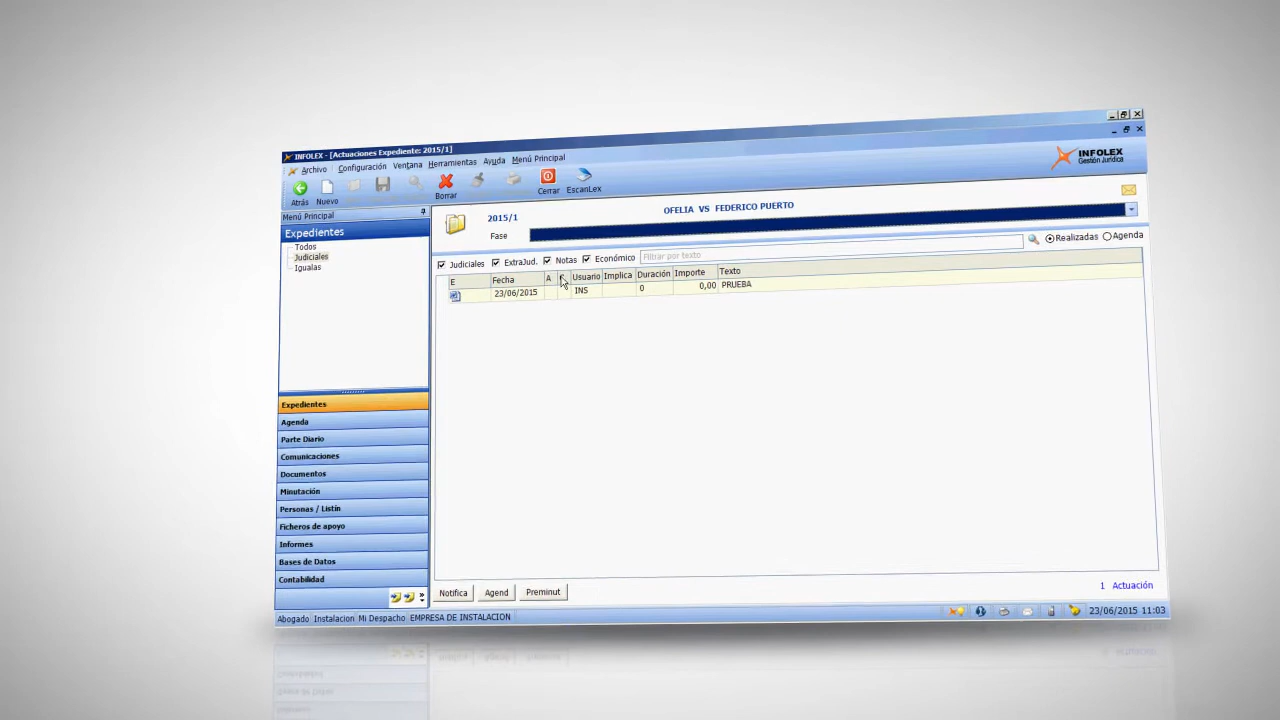 INFOLEX - [Actuaciones Expediente: 2015/1]
Archivo Configuración Ventana Herramientas Ayuda Menú Principal
INFOLEX
Gestión Jurídica
Atrás Nuevo Borrar Cerrar EscanLex
Menú Principal
Expedientes
Todos
Judiciales
Igualas
2015/1 OFELIA VS FEDERICO PUERTO
Fase
Judiciales ExtraJud. Notas Económico Filtrar por texto Realizadas Agenda
E Fecha A Usuario Implica Duración Importe Texto
23/06/2015 INS 0 0,00 PRUEBA
Expedientes
Agenda
Parte Diario
Comunicaciones
Documentos
Minutación
Personas / Listín
Ficheros de apoyo
Informes
Bases de Datos
Contabilidad
Notifica Agend Preminut 1 Actuación
Abogado Instalacion Mi Despacho EMPRESA DE INSTALACION 23/06/2015 11:03